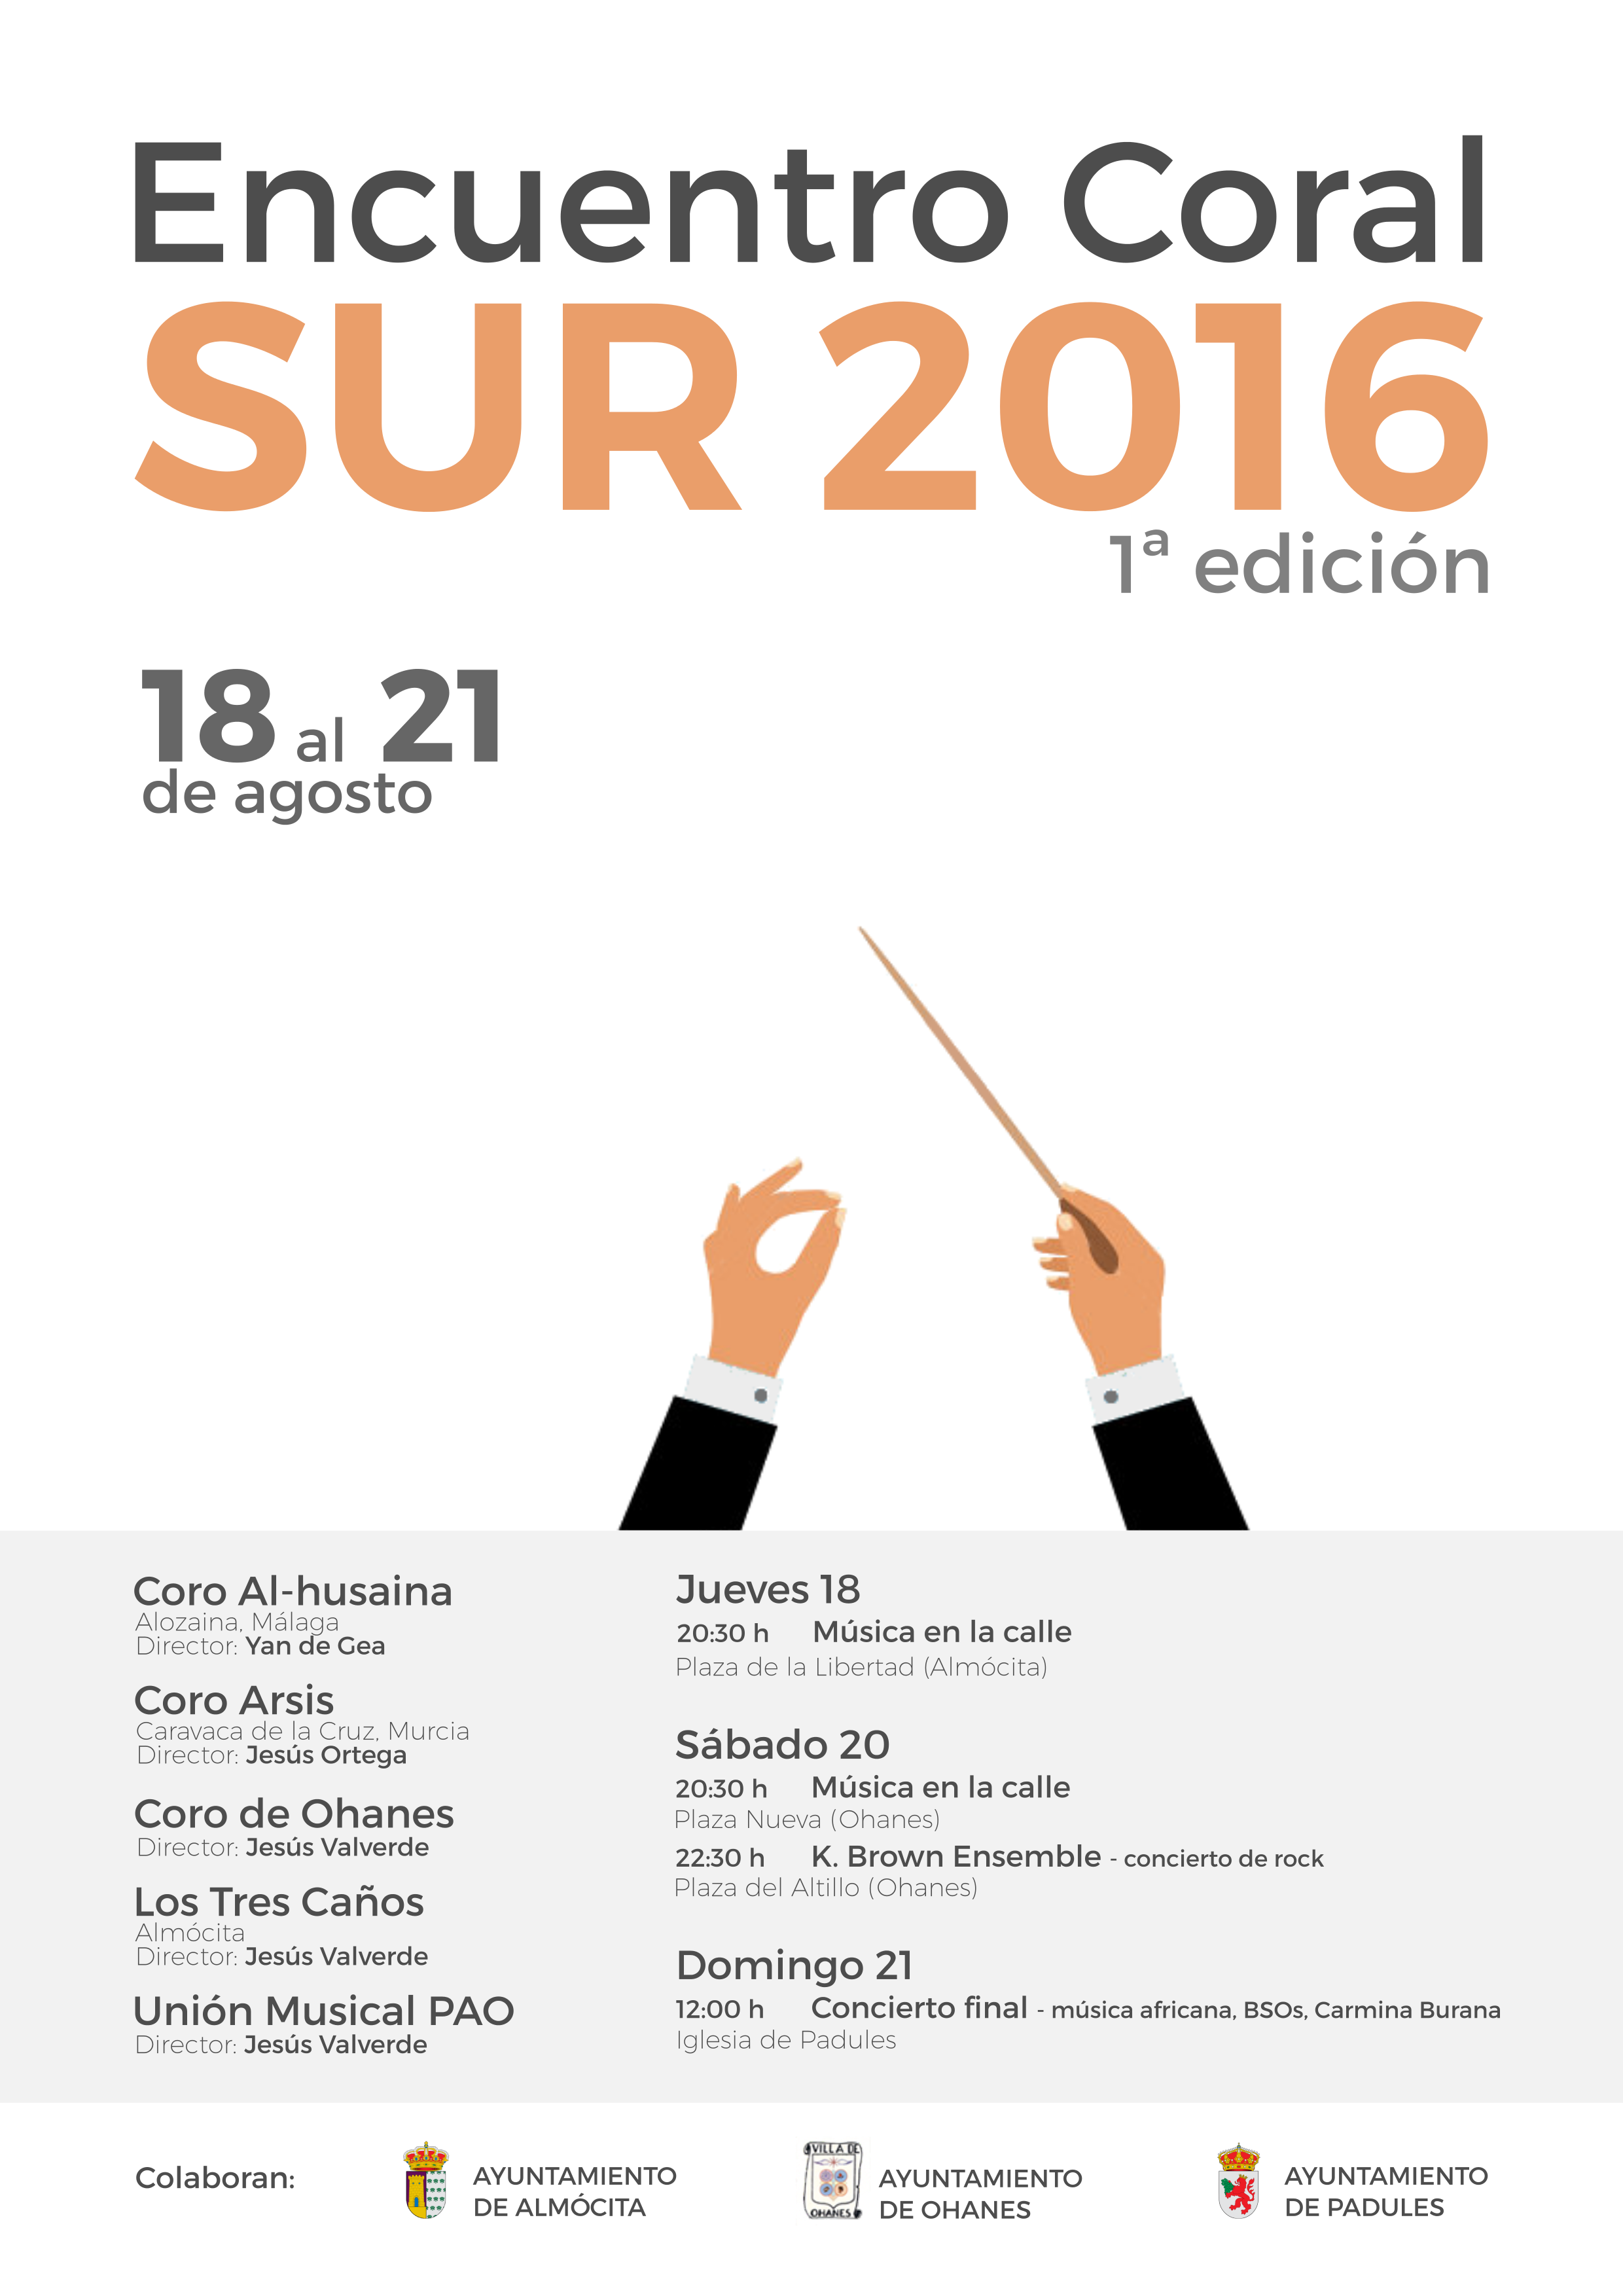 Encuentro Coral
SUR 2016
1ª edición
18 al 21
de agosto
Coro Al-husaina
Alozaina, Málaga
Director: Yan de Gea
Coro Arsis
Caravaca de la Cruz, Murcia
Director: Jesús Ortega
Coro de Ohanes
Director: Jesús Valverde
Los Tres Caños
Almócita
Director: Jesús Valverde
Unión Musical PAO
Director: Jesús Valverde
Jueves 18
20:30 h Música en la calle
Plaza de la Libertad (Almócita)
Sábado 20
20:30 h Música en la calle
Plaza Nueva (Ohanes)
22:30 h K. Brown Ensemble - concierto de rock
Plaza del Altillo (Ohanes)
Domingo 21
12:00 h Concierto final - música africana, BSOs, Carmina Burana
Iglesia de Padules
Colaboran:
AYUNTAMIENTO
DE ALMÓCITA
VILLA DE
OHANES
AYUNTAMIENTO
DE OHANES
AYUNTAMIENTO
DE PADULES